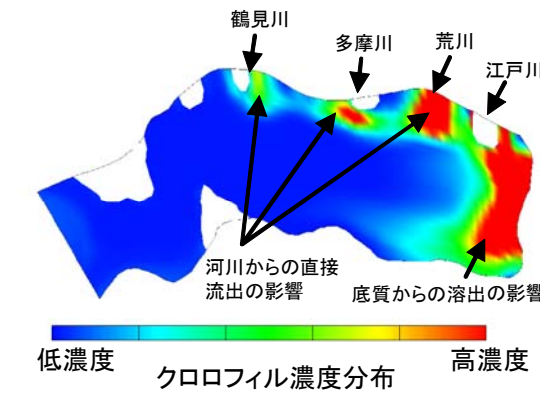 鶴見川
多摩川
荒川
江戸川
河川からの直接
流出の影響
底質からの溶出の影響
低濃度
高濃度
クロロフィル濃度分布